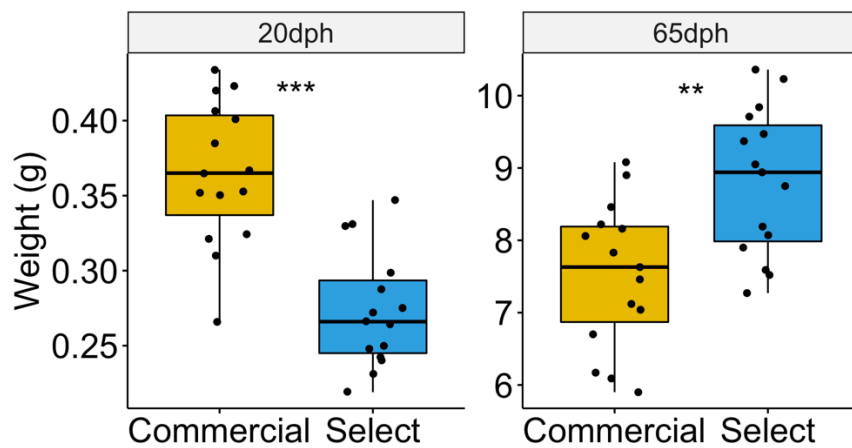 20dph
65dph
***
**
Weight (g)
0.40
0.35
0.30
0.25
10
9
8
7
6
Commercial Select
Commercial Select